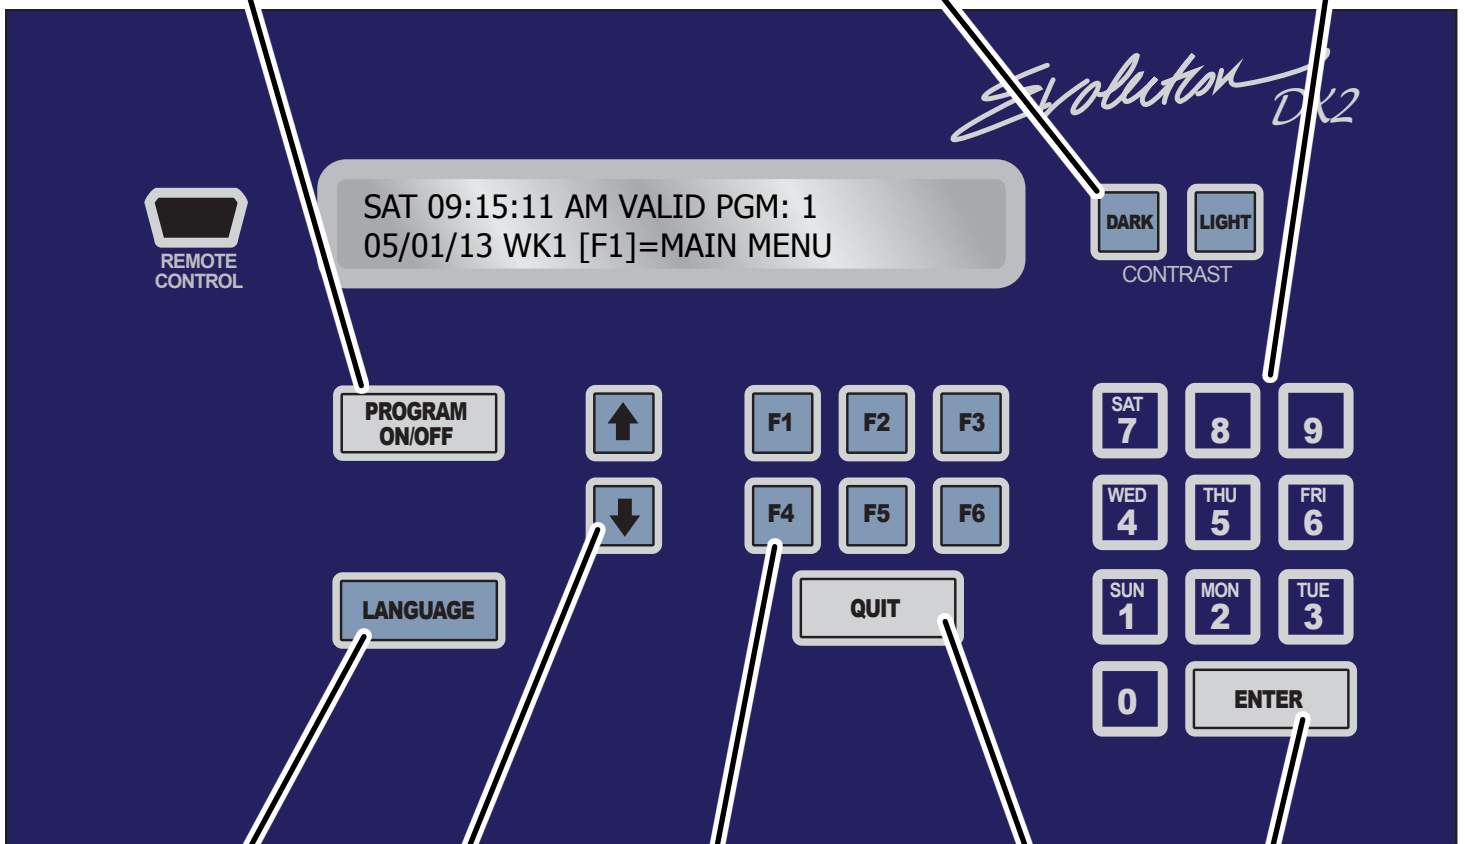 Evolution
DX2
SAT 09:15:11 AM VALID PGM: 1
05/01/13 WK1 [F1]=MAIN MENU
REMOTE
CONTROL
DARK
LIGHT
CONTRAST
PROGRAM
ON/OFF
F1
F2
F3
F4
F5
F6
LANGUAGE
QUIT
SAT
7
8
9
WED
4
THU
5
FRI
6
SUN
1
MON
2
TUE
3
0
ENTER